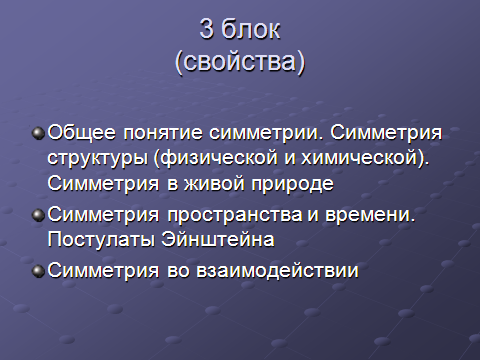 3 блок
(свойства)
Общее понятие симметрии. Симметрия
структуры (физической и химической).
Симметрия в живой природе
Симметрия пространства и времени.
Постулаты Эйнштейна
Симметрия во взаимодействии